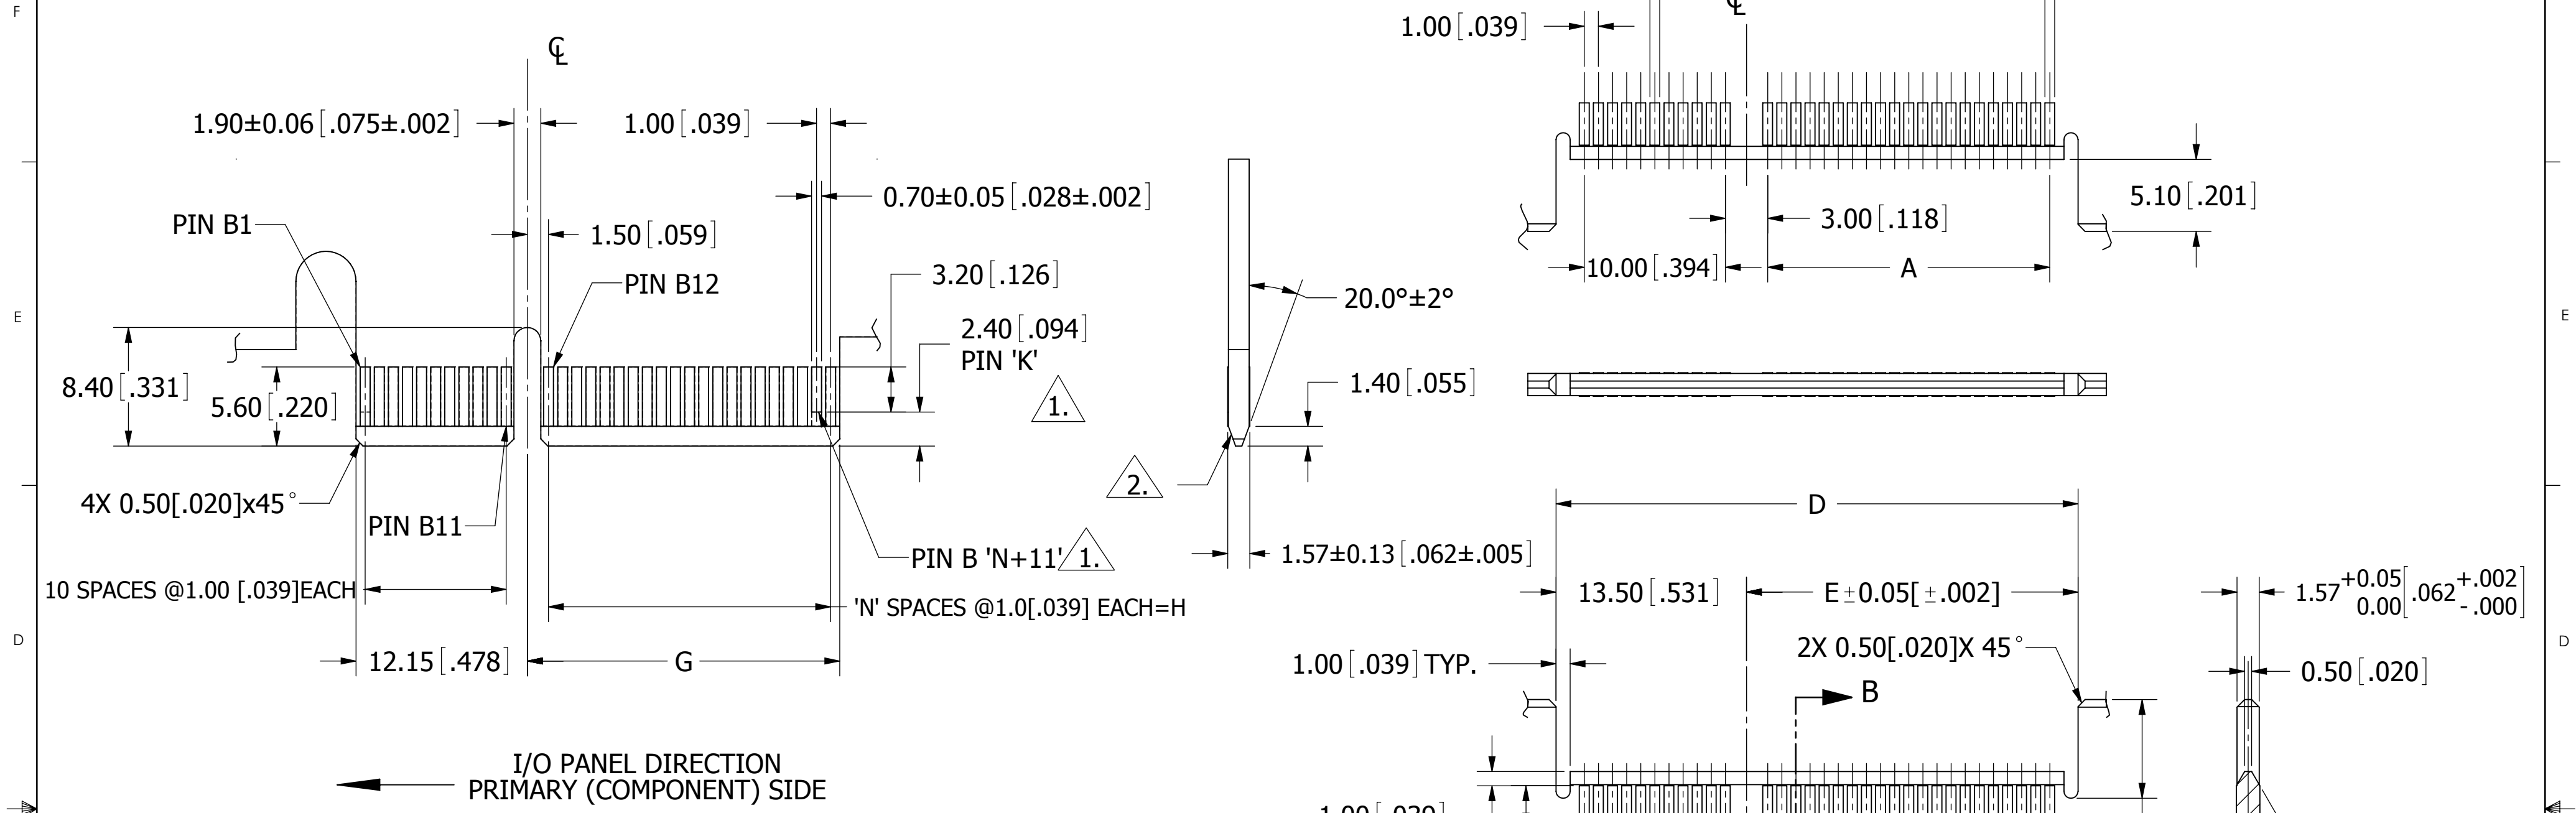 F
℄
℄
1.00[.039]
1.90±0.06[.075±.002]
1.00[.039]
0.70±0.05[.028±.002]
5.10[.201]
PIN B1
1.50[.059]
3.00[.118]
10.00[.394]
A
3.20[.126]
PIN B12
20.0°±2°
E
E
2.40[.094]
PIN 'K'
8.40[.331]
5.60[.220]
1.
1.40[.055]
2.
4X 0.50[.020]x45°
PIN B11
D
PIN B 'N+11'
1.
1.57±0.13[.062±.005]
10 SPACES @1.00 [.039]EACH
'N' SPACES @1.0[.039] EACH=H
13.50[.531]
E±0.05[±.002]
1.57+0.05 0.00[.062+.002 -.000]
D
D
12.15[.478]
G
2X 0.50[.020]X 45°
1.00[.039] TYP.
0.50[.020]
B
I/O PANEL DIRECTION
PRIMARY (COMPONENT) SIDE